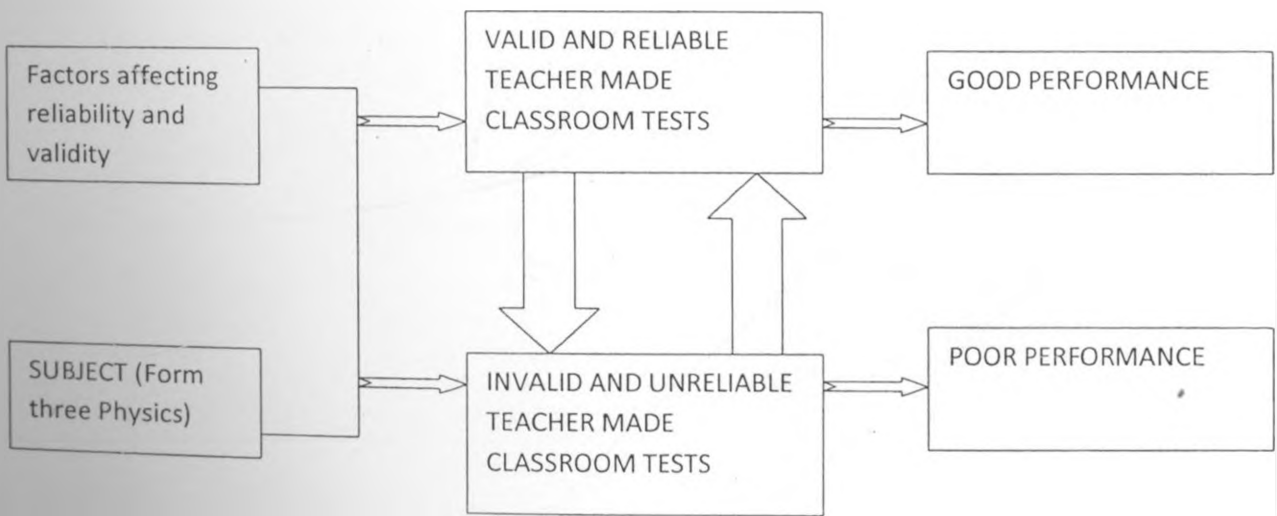 Factors affecting
reliability and
validity
VALID AND RELIABLE
TEACHER MADE
CLASSROOM TESTS
GOOD PERFORMANCE
SUBJECT (Form
three Physics)
INVALID AND UNRELIABLE
TEACHER MADE
CLASSROOM TESTS
POOR PERFORMANCE